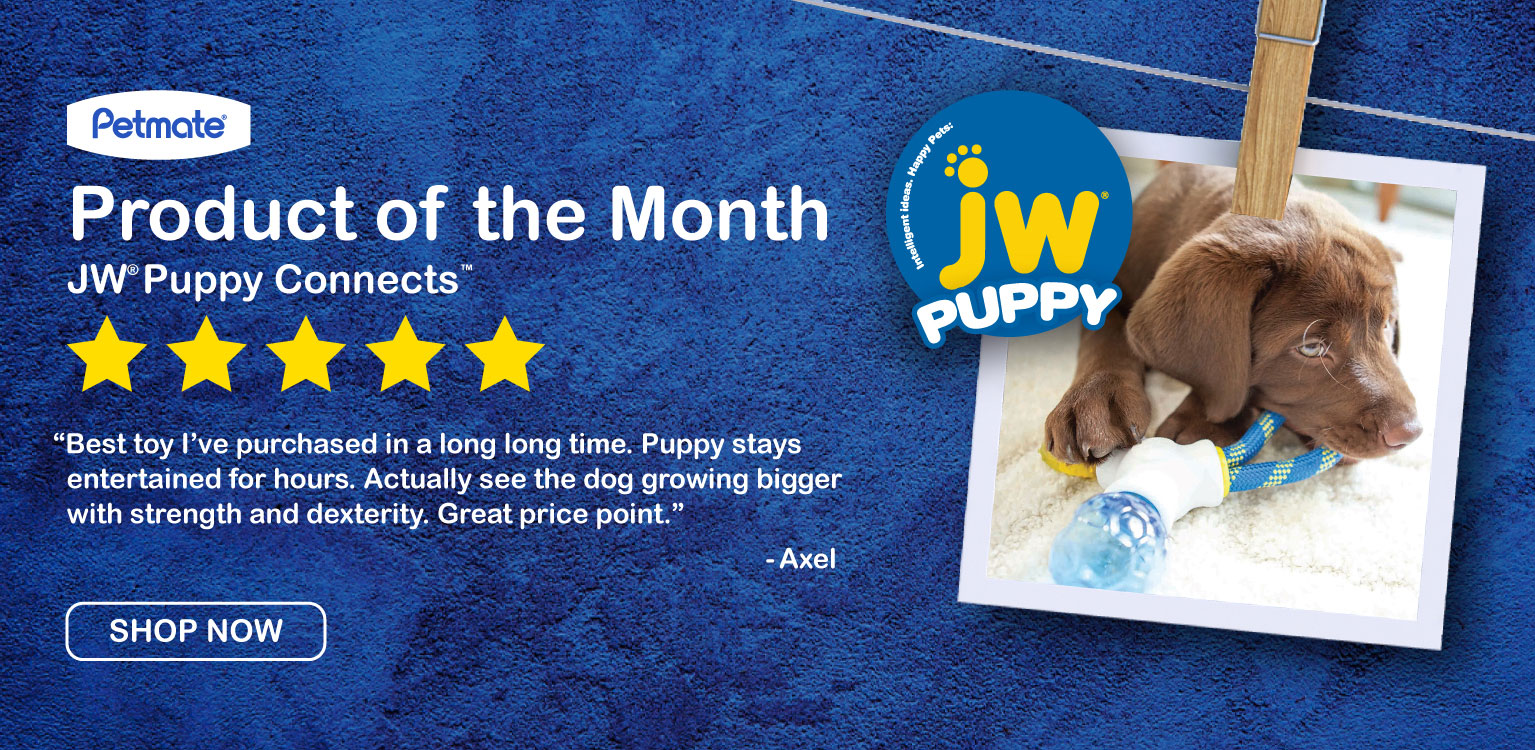 Petmate®
Product of the Month
JW® Puppy Connects™
“Best toy I’ve purchased in a long long time. Puppy stays
entertained for hours. Actually see the dog growing bigger
with strength and dexterity. Great price point.”
- Axel
SHOP NOW
Intelligent ideas. Happy Pets:
jw®
PUPPY